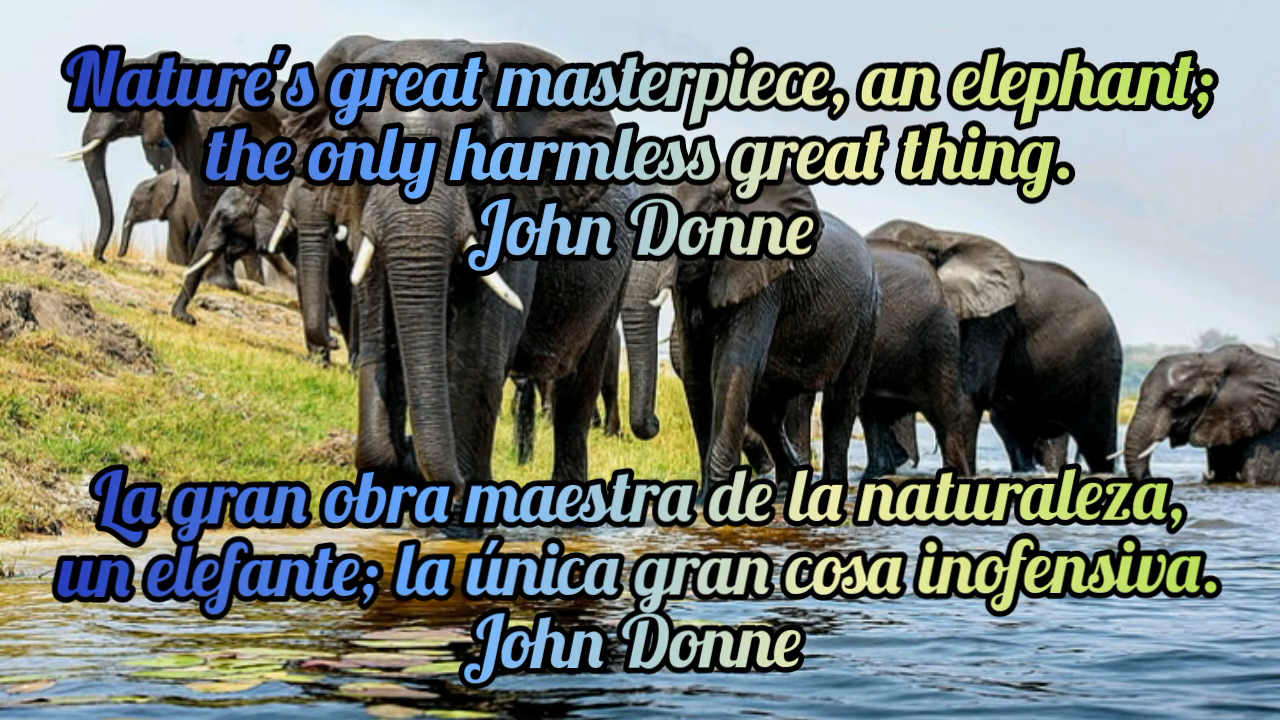 Nature's great masterpiece, an elephant;
the only harmless great thing.
John Donne
La gran obra maestra de la naturaleza,
un elefante; la única gran cosa inofensiva.
John Donne